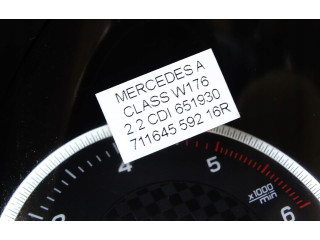 MERCEDES A
CLASS W176
2.2 CDI 651930
711645 592 16R
4
5
6
x1000
min